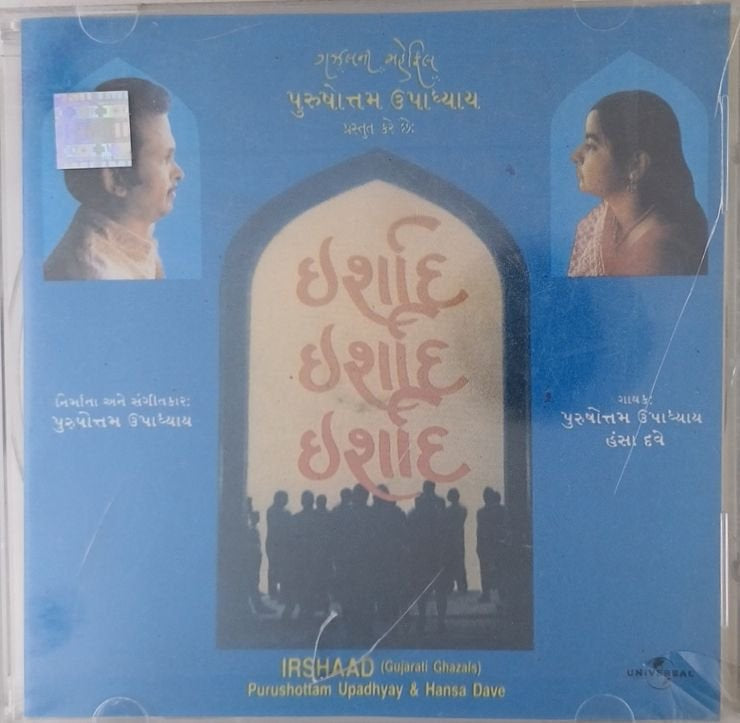 ગઝલની મહેફિલ
પુરુષોત્તમ ઉપાધ્યાય
પ્રસ્તુત કરે છે:
ઇર્શાદ
ઇર્શાદ
ઇર્શાદ
નિર્માતા અને સંગીતકાર:
પુરુષોત્તમ ઉપાધ્યાય
ગાયક:
પુરુષોત્તમ ઉપાધ્યાય
હંસા દવે
IRSHAAD (Gujarati Ghazals)
Purushottam Upadhyay & Hansa Dave
UNIVERSAL